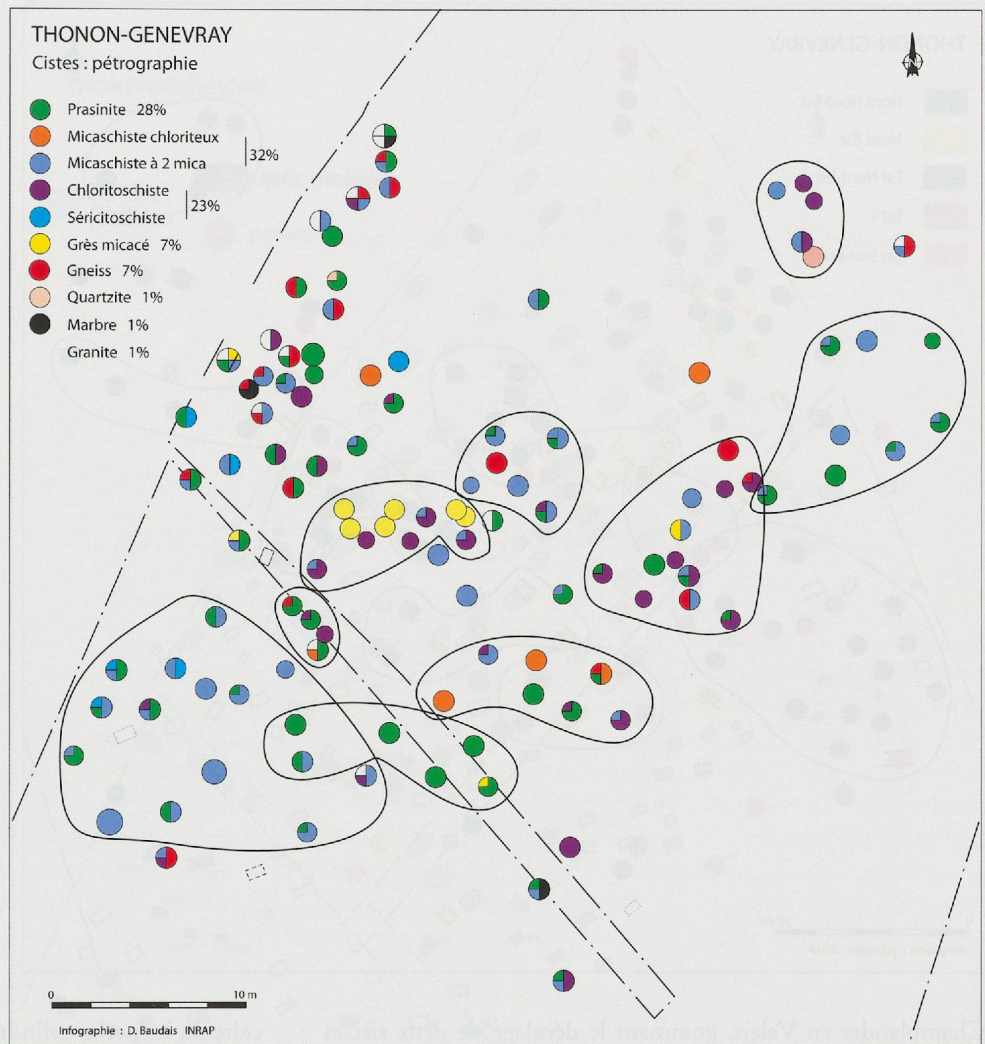 THONON-GENEVRAY
Cistes : pétrographie
Prasinite 28%
Micaschiste chloriteux
32%
Micaschiste à 2 mica
Chloritoschiste
23%
Séricitoschiste
Grès micacé 7%
Gneiss 7%
Quartzite 1%
Marbre 1%
Granite 1%
0 10 m
Infographie : D. Baudais INRAP